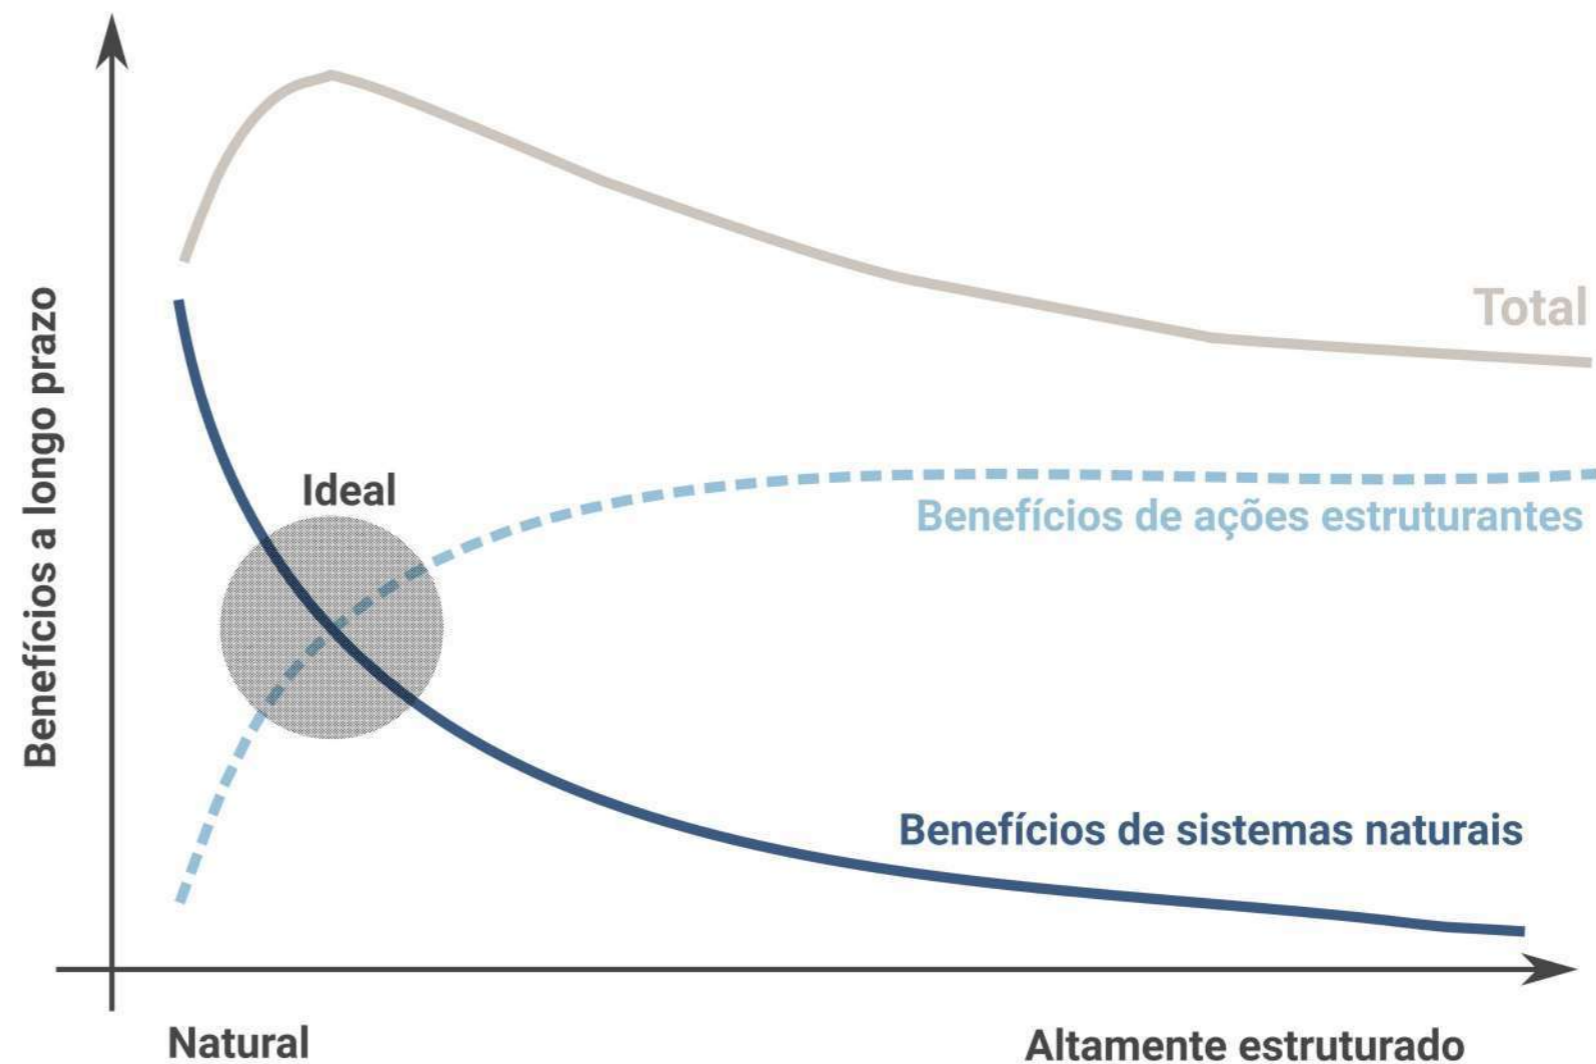 Total
Benefícios a longo prazo
Ideal
Benefícios de ações estruturantes
Benefícios de sistemas naturais
Natural
Altamente estruturado